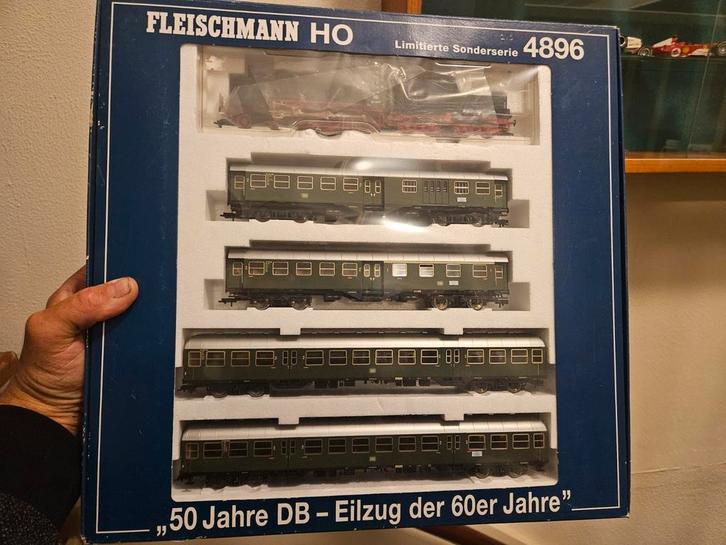 FLEISCHMANN HO
Limitierte Sonderserie 4896
„50 Jahre DB – Eilzug der 60er Jahre”